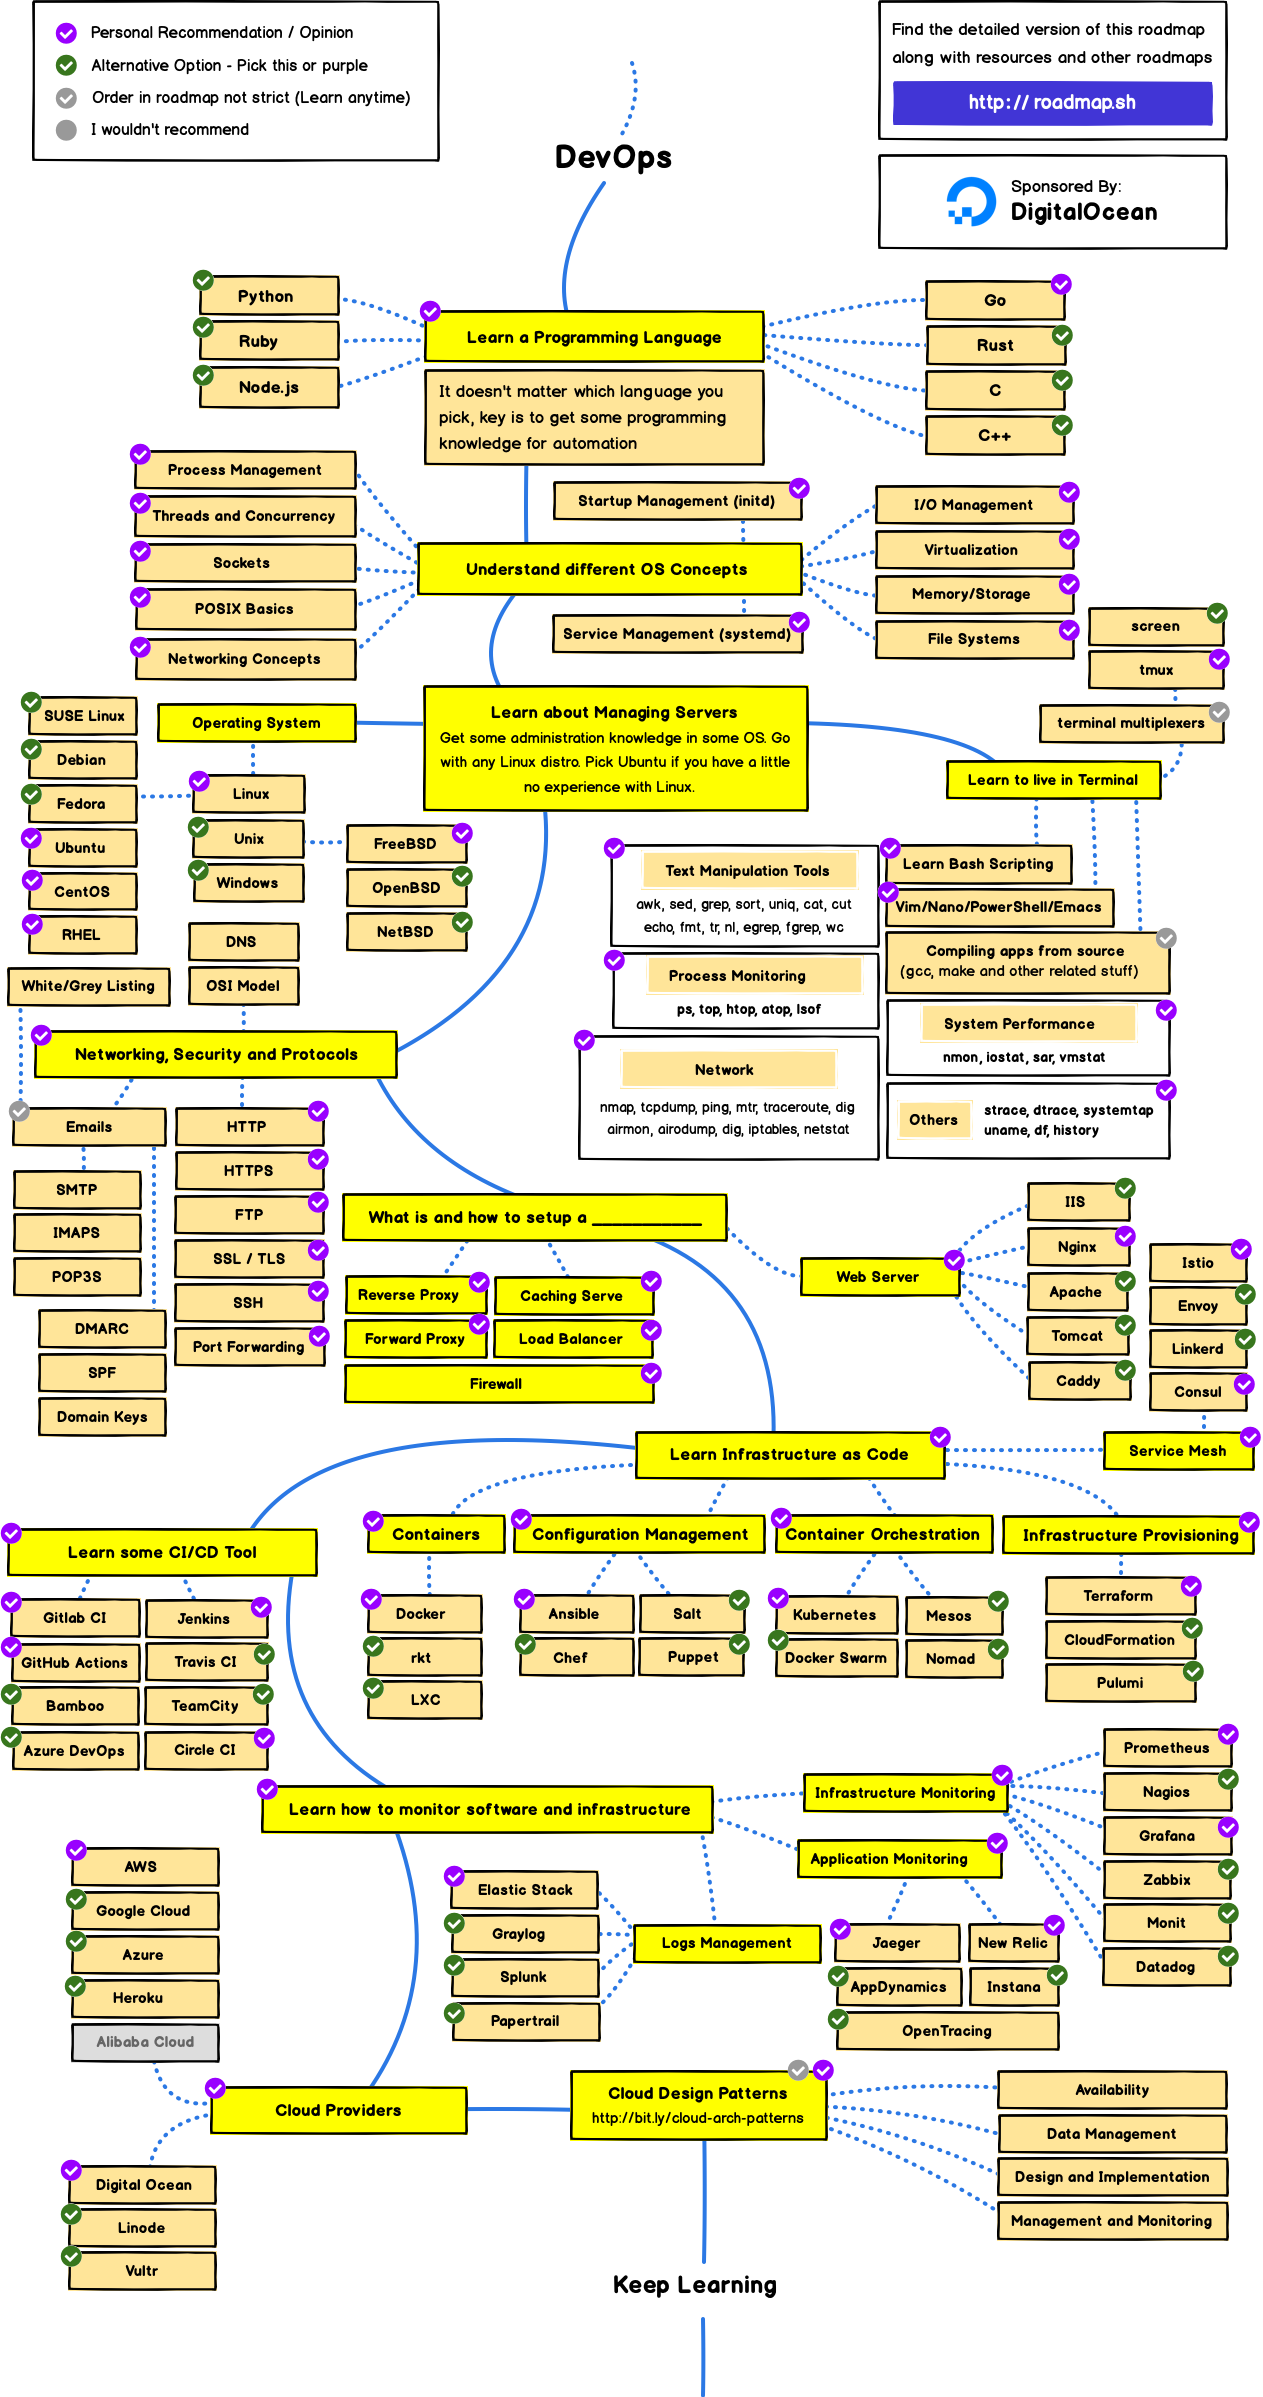 Personal Recommendation / Opinion
Alternative Option - Pick this or purple
Order in roadmap not strict (Learn anytime)
I wouldn't recommend
Find the detailed version of this roadmap
along with resources and other roadmaps
http://roadmap.sh
DevOps
Sponsored By:
DigitalOcean
Python
Ruby
Node.js
Learn a Programming Language
It doesn't matter which language you
pick, key is to get some programming
knowledge for automation
Go
Rust
C
C++
Process Management
Threads and Concurrency
Sockets
POSIX Basics
Networking Concepts
Startup Management (initd)
Understand different OS Concepts
Service Management (systemd)
I/O Management
Virtualization
Memory/Storage
File Systems
screen
tmux
terminal multiplexers
SUSE Linux
Debian
Fedora
Ubuntu
CentOS
RHEL
Operating System
Linux
Unix
Windows
FreeBSD
OpenBSD
NetBSD
Learn about Managing Servers
Get some administration knowledge in some OS. Go
with any Linux distro. Pick Ubuntu if you have a little
no experience with Linux.
Learn to live in Terminal
Text Manipulation Tools
awk, sed, grep, sort, uniq, cat, cut
echo, fmt, tr, nl, egrep, fgrep, wc
Process Monitoring
ps, top, htop, atop, lsof
Network
nmap, tcpdump, ping, mtr, traceroute, dig
airmon, airodump, dig, iptables, netstat
Learn Bash Scripting
Vim/Nano/PowerShell/Emacs
Compiling apps from source
(gcc, make and other related stuff)
System Performance
nmon, iostat, sar, vmstat
Others
strace, dtrace, systemtap
uname, df, history
DNS
OSI Model
White/Grey Listing
Networking, Security and Protocols
Emails
SMTP
IMAPS
POP3S
DMARC
SPF
Domain Keys
HTTP
HTTPS
FTP
SSL / TLS
SSH
Port Forwarding
What is and how to setup a ____________
Reverse Proxy
Caching Serve
Forward Proxy
Load Balancer
Firewall
Web Server
IIS
Nginx
Apache
Tomcat
Caddy
Istio
Envoy
Linkerd
Consul
Service Mesh
Learn Infrastructure as Code
Containers
Configuration Management
Container Orchestration
Infrastructure Provisioning
Docker
rkt
LXC
Ansible
Salt
Chef
Puppet
Kubernetes
Mesos
Docker Swarm
Nomad
Terraform
CloudFormation
Pulumi
Learn some CI/CD Tool
Gitlab CI
Jenkins
GitHub Actions
Travis CI
Bamboo
TeamCity
Azure DevOps
Circle CI
Learn how to monitor software and infrastructure
Infrastructure Monitoring
Application Monitoring
Prometheus
Nagios
Grafana
Zabbix
Monit
Datadog
Elastic Stack
Graylog
Splunk
Papertrail
Logs Management
Jaeger
New Relic
AppDynamics
Instana
OpenTracing
AWS
Google Cloud
Azure
Heroku
Alibaba Cloud
Cloud Providers
Digital Ocean
Linode
Vultr
Cloud Design Patterns
http://bit.ly/cloud-arch-patterns
Availability
Data Management
Design and Implementation
Management and Monitoring
Keep Learning